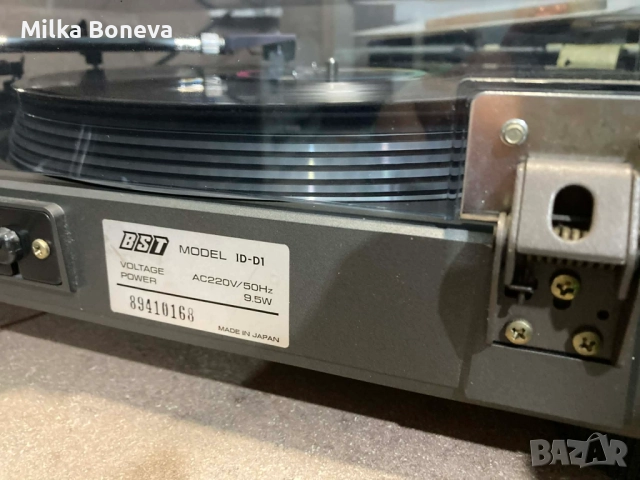 Milka Boneva
BST MODEL ID-D1
VOLTAGE AC220V/50Hz
POWER 9.5W
89410168
MADE IN JAPAN
BAZAR